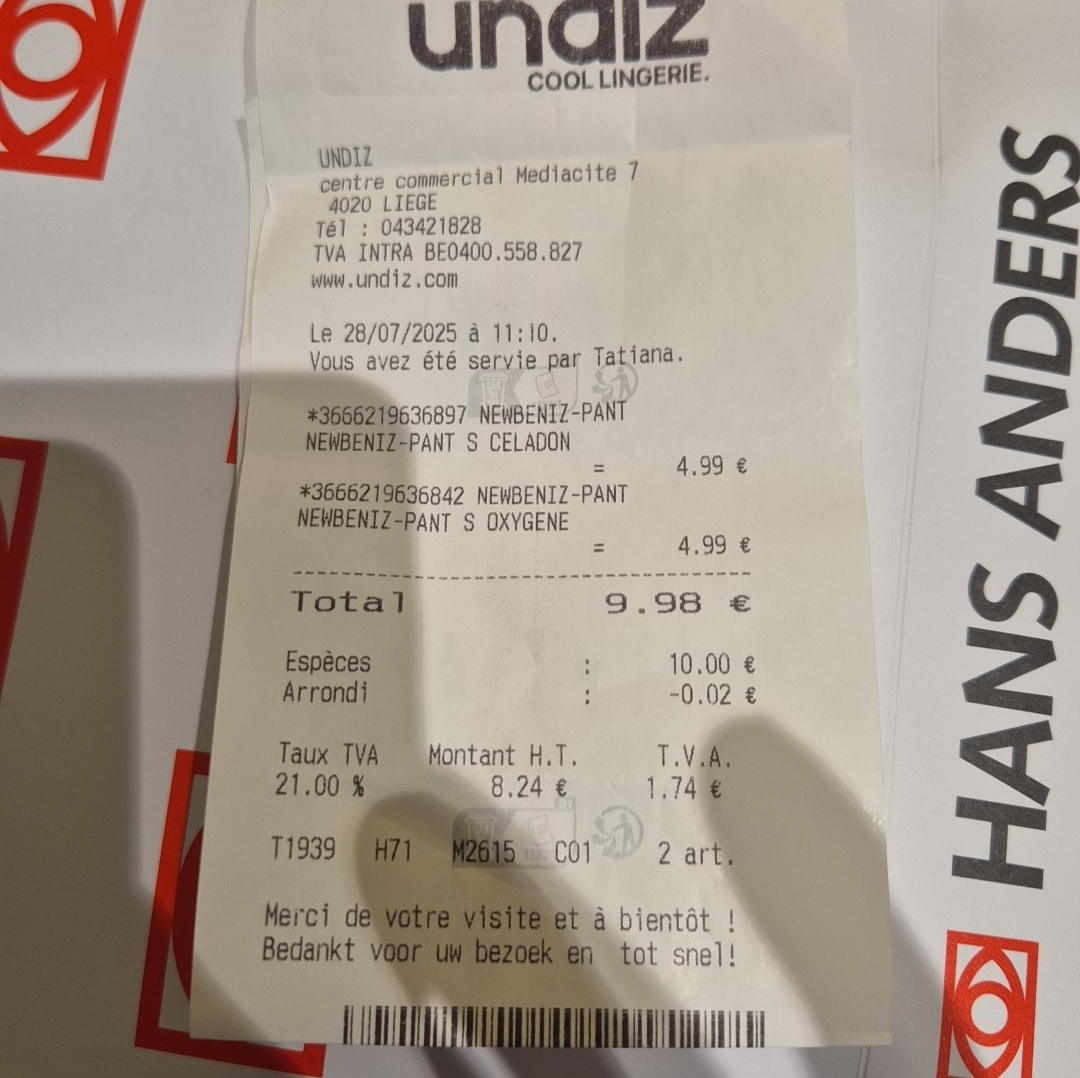 undiz
COOL LINGERIE.
UNDIZ
centre commercial Mediacite 7
4020 LIEGE
Tél : 043421828
TVA INTRA BE0400.558.827
www.undiz.com
Le 28/07/2025 à 11:10.
Vous avez été servie par Tatiana.
*3666219636897 NEWBENIZ-PANT
NEWBENIZ-PANT S CELADON
= 4.99 €
*3666219636842 NEWBENIZ-PANT
NEWBENIZ-PANT S OXYGENE
= 4.99 €
Total 9.98 €
Espèces : 10.00 €
Arrondi : -0.02 €
Taux TVA Montant H.T. T.V.A.
21.00 % 8.24 € 1.74 €
T1939 H71 M2615 C01 2 art.
Merci de votre visite et à bientôt !
Bedankt voor uw bezoek en tot snel!
HANS ANDERS